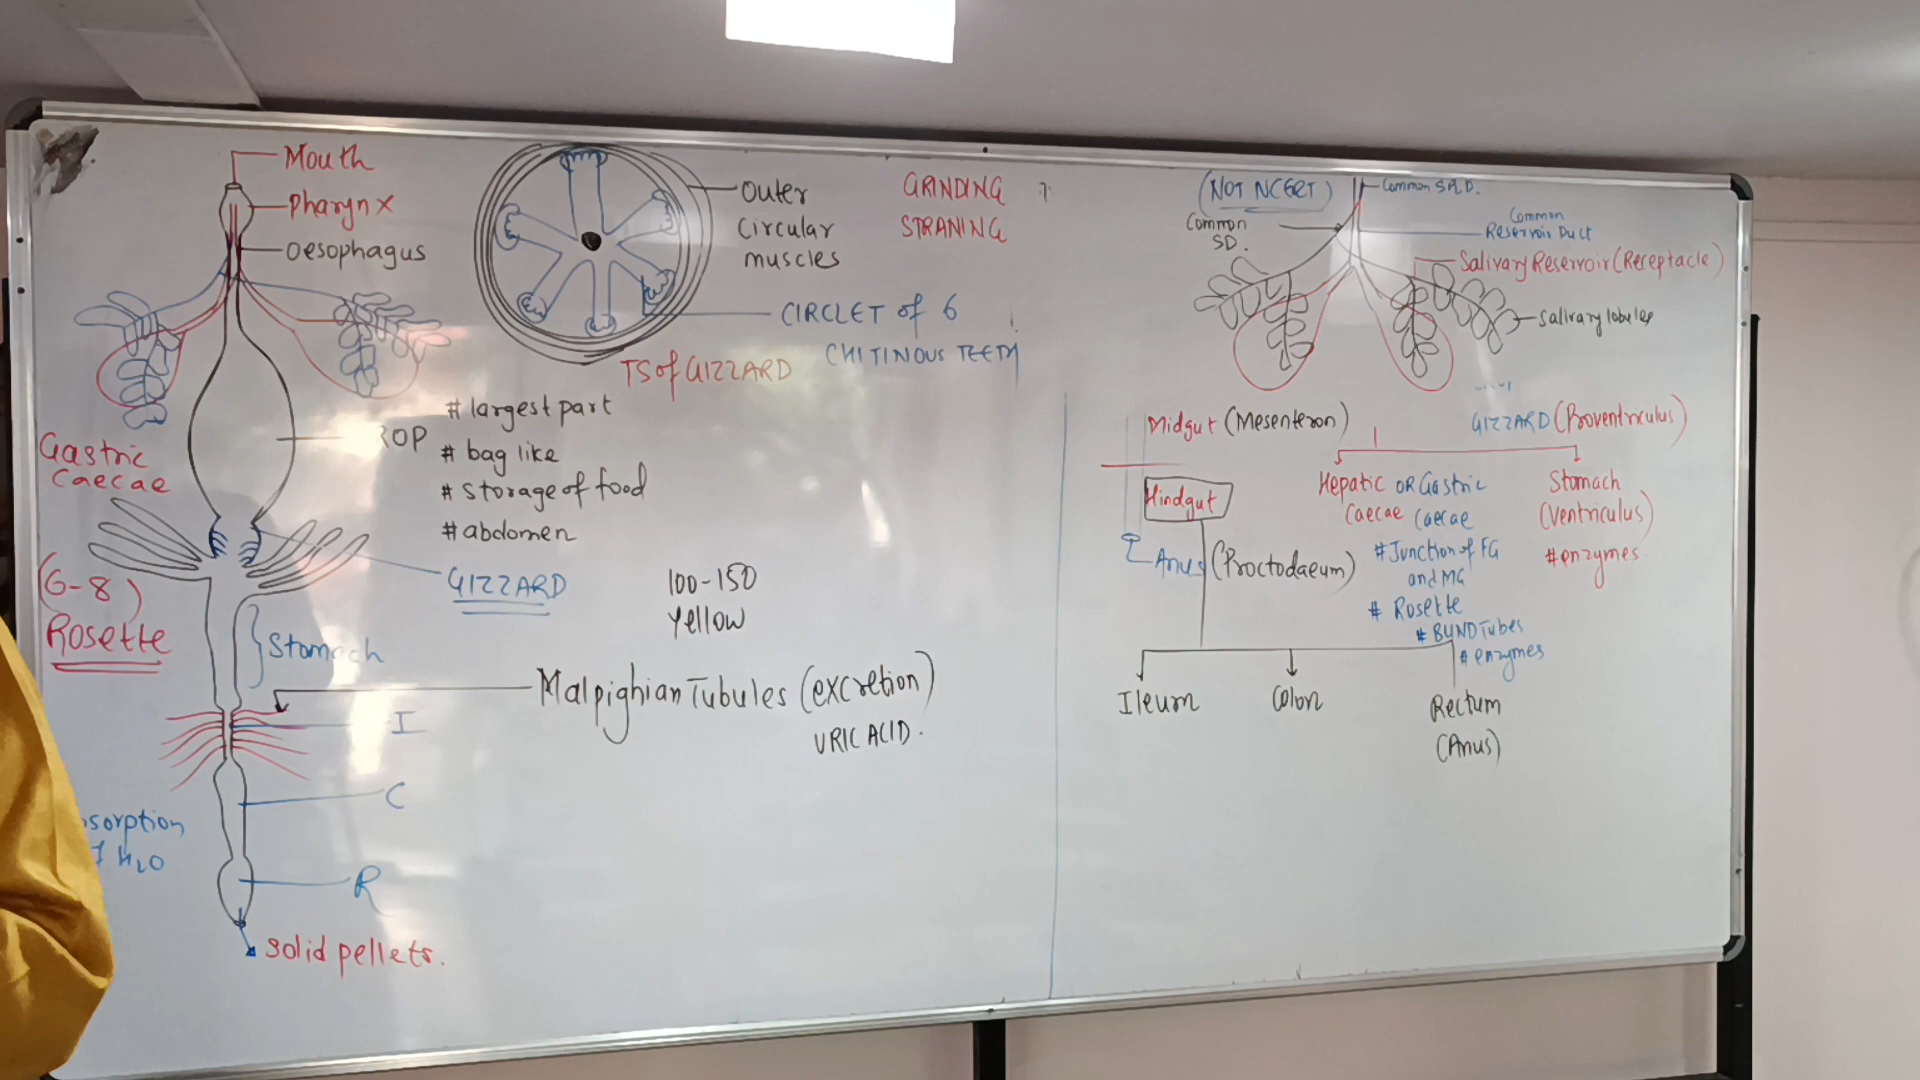 Mouth
Pharynx
Oesophagus
Outer
Circular
muscles
GRINDING
STRANING
CIRCLET of 6
CHITINOUS TEETH
TS of GIZZARD
ROP
# largest part
# bag like
# storage of food
# abdomen
Gastric
Caecae
(6-8)
Rosette
GIZZARD
100-150
Yellow
Stomach
Malpighian Tubules (excretion)
URIC ACID.
I
C
sorption
H2O
R
Solid pellets.
(NOT NCERT)
Common
SD.
Common
Reservoir Duct
Salivary Reservoir (Receptacle)
Salivary lobules
Midgut (Mesenteron)
GIZZARD (Proventriculus)
Hindgut
Anus (Proctodaeum)
Hepatic OR Gastric
Caecae Caecae
# Junction of FG
and MG
# Rosette
# BLIND Tubes
# enzymes
Stomach
(Ventriculus)
# enzymes
Ileum
Colon
Rectum
(Anus)